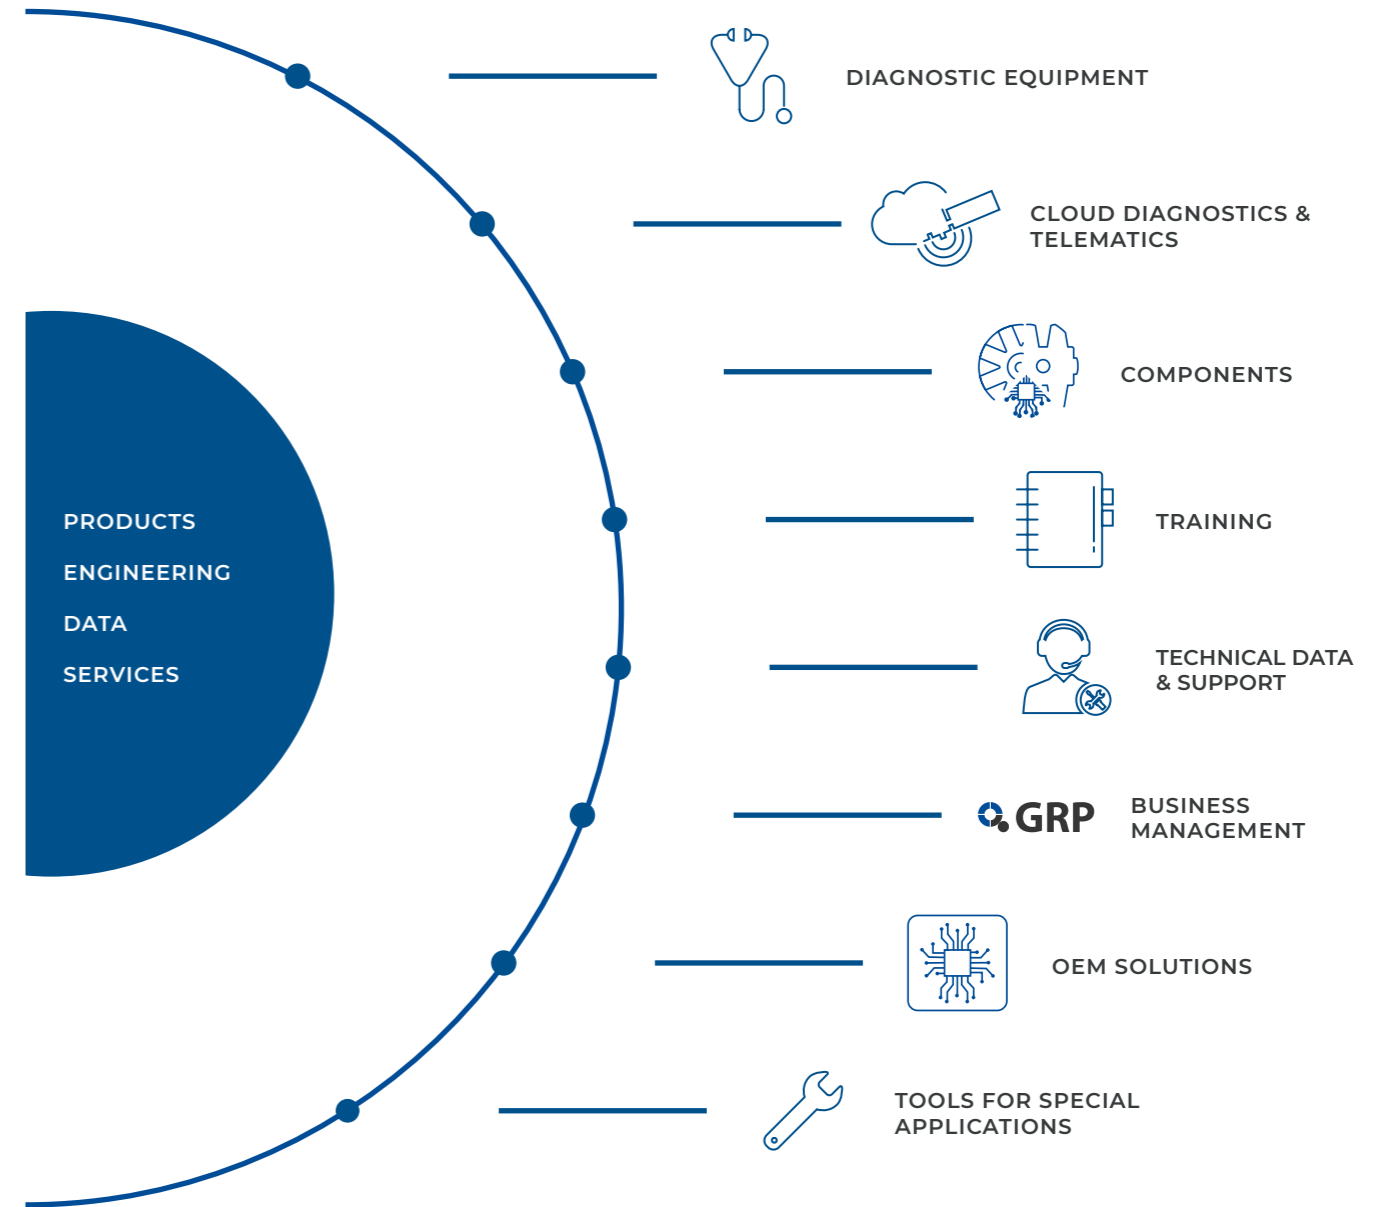 PRODUCTS
ENGINEERING
DATA
SERVICES
DIAGNOSTIC EQUIPMENT
CLOUD DIAGNOSTICS &
TELEMATICS
COMPONENTS
TRAINING
TECHNICAL DATA
& SUPPORT
GRP
BUSINESS
MANAGEMENT
OEM SOLUTIONS
TOOLS FOR SPECIAL
APPLICATIONS